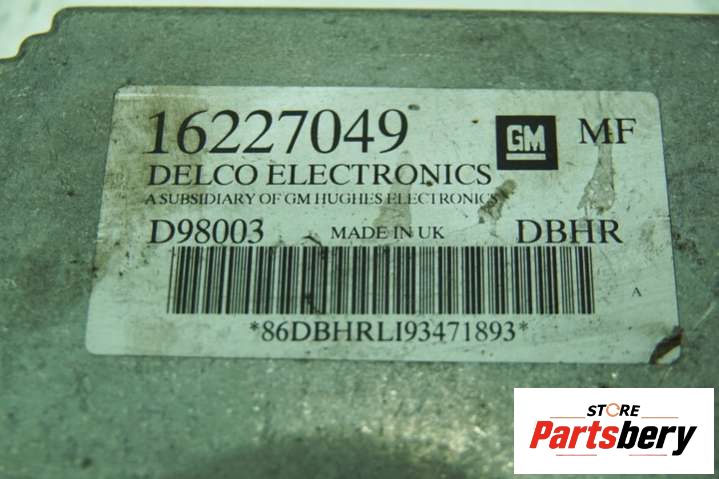 16227049 GM MF
DELCO ELECTRONICS
A SUBSIDIARY OF GM HUGHES ELECTRONICS
D98003 MADE IN UK DBHR
A
*86DBHRLI93471893*
STORE
Partsbery